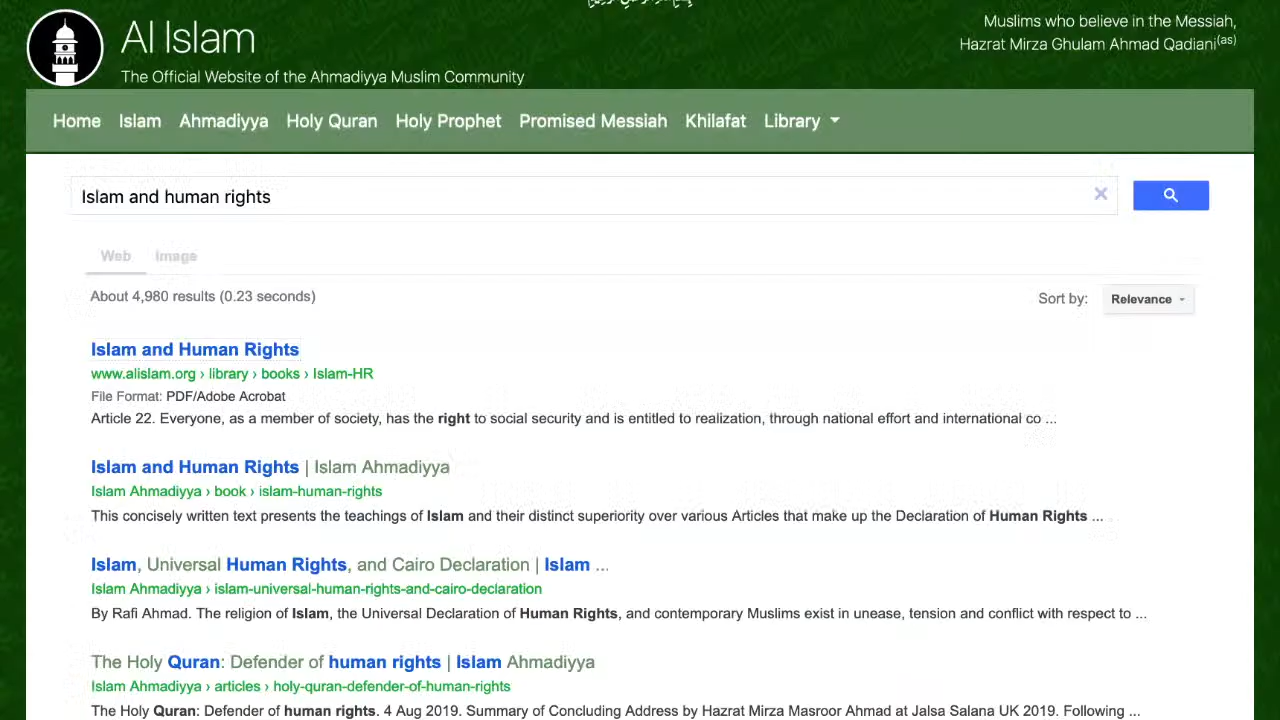 Al Islam
The Official Website of the Ahmadiyya Muslim Community
Muslims who believe in the Messiah,
Hazrat Mirza Ghulam Ahmad Qadiani(as)
Home Islam Ahmadiyya Holy Quran Holy Prophet Promised Messiah Khilafat Library
Islam and human rights
Web Image
About 4,980 results (0.23 seconds)
Sort by: Relevance
Islam and Human Rights
www.alislam.org › library › books › Islam-HR
File Format: PDF/Adobe Acrobat
Article 22. Everyone, as a member of society, has the right to social security and is entitled to realization, through national effort and international co ...
Islam and Human Rights | Islam Ahmadiyya
Islam Ahmadiyya › book › islam-human-rights
This concisely written text presents the teachings of Islam and their distinct superiority over various Articles that make up the Declaration of Human Rights ...
Islam, Universal Human Rights, and Cairo Declaration | Islam ...
Islam Ahmadiyya › islam-universal-human-rights-and-cairo-declaration
By Rafi Ahmad. The religion of Islam, the Universal Declaration of Human Rights, and contemporary Muslims exist in unease, tension and conflict with respect to ...
The Holy Quran: Defender of human rights | Islam Ahmadiyya
Islam Ahmadiyya › articles › holy-quran-defender-of-human-rights
The Holy Quran: Defender of human rights. 4 Aug 2019. Summary of Concluding Address by Hazrat Mirza Masroor Ahmad at Jalsa Salana UK 2019. Following ...